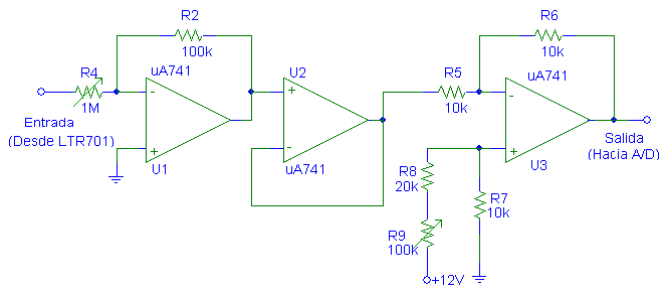 R2
100k
R4
1M
uA741
-
+
U1
Entrada
(Desde LTR701)
U2
+
-
uA741
R5
10k
R6
10k
uA741
-
+
U3
R8
20k
R7
10k
R9
100k
+12V
Salida
(Hacia A/D)